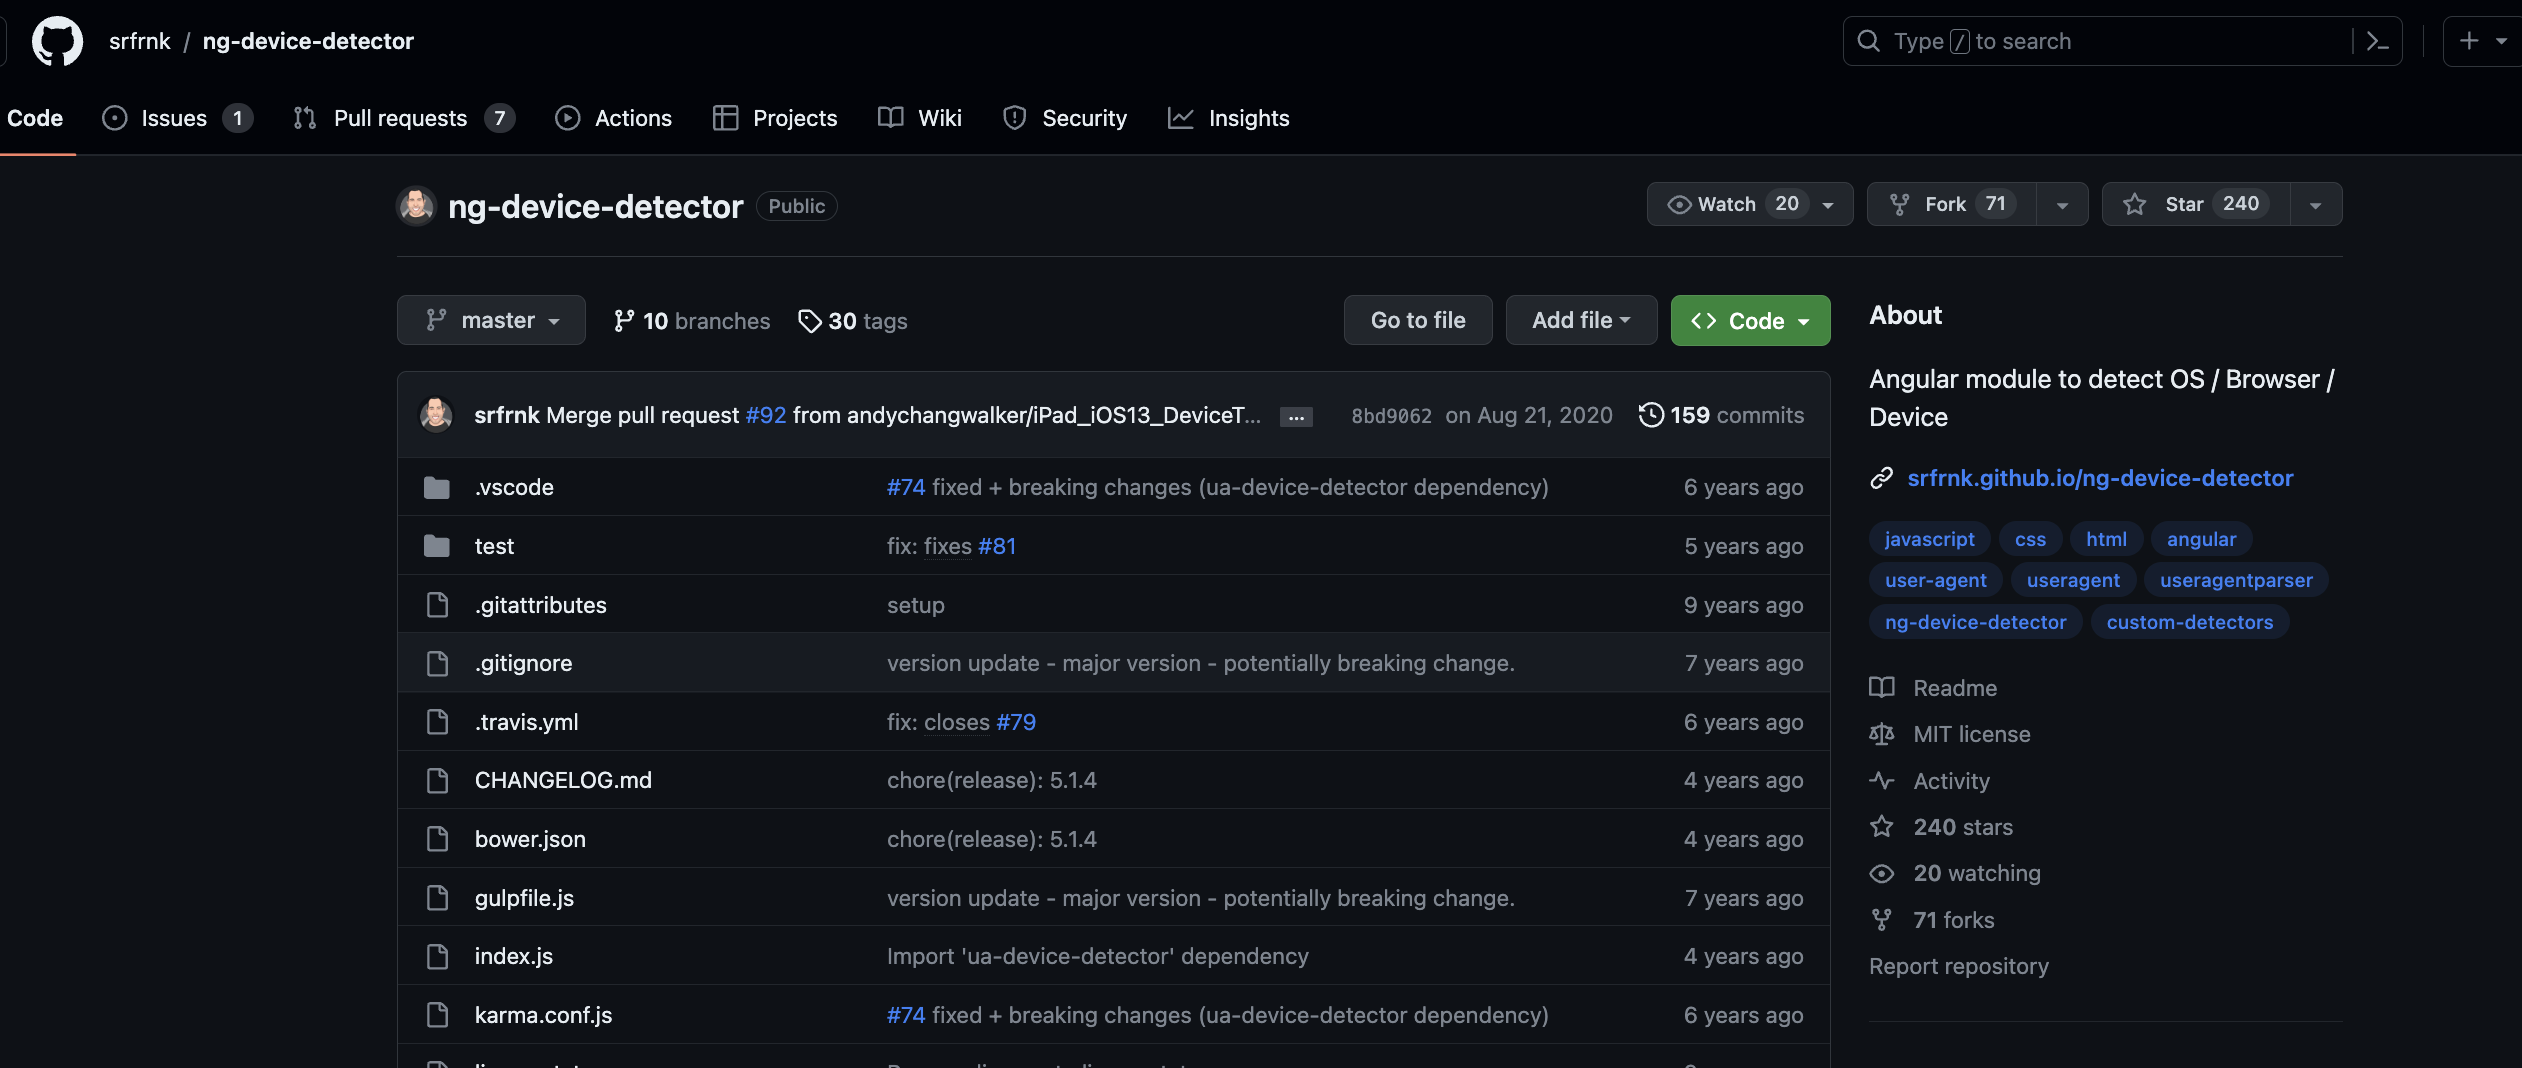 srfrnk / ng-device-detector
Type / to search
Code Issues 1 Pull requests 7 Actions Projects Wiki Security Insights
ng-device-detector Public
Watch 20 Fork 71 Star 240
master 10 branches 30 tags Go to file Add file Code
srfrnk Merge pull request #92 from andychangwalker/iPad_iOS13_DeviceT... ... 8bd9062 on Aug 21, 2020 159 commits
.vscode #74 fixed + breaking changes (ua-device-detector dependency) 6 years ago
test fix: fixes #81 5 years ago
.gitattributes setup 9 years ago
.gitignore version update - major version - potentially breaking change. 7 years ago
.travis.yml fix: closes #79 6 years ago
CHANGELOG.md chore(release): 5.1.4 4 years ago
bower.json chore(release): 5.1.4 4 years ago
gulpfile.js version update - major version - potentially breaking change. 7 years ago
index.js Import 'ua-device-detector' dependency 4 years ago
karma.conf.js #74 fixed + breaking changes (ua-device-detector dependency) 6 years ago
About
Angular module to detect OS / Browser /
Device
srfrnk.github.io/ng-device-detector
javascript css html angular
user-agent useragent useragentparser
ng-device-detector custom-detectors
Readme
MIT license
Activity
240 stars
20 watching
71 forks
Report repository